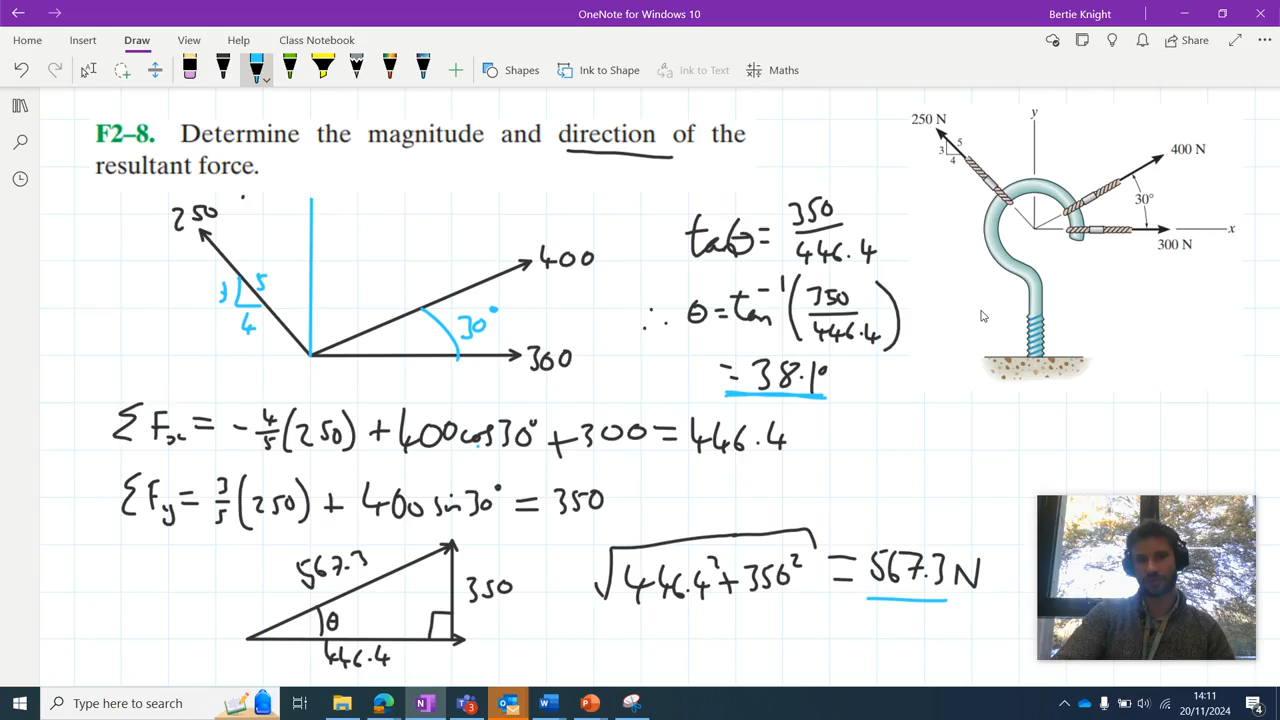 OneNote for Windows 10
Bertie Knight
Home Insert Draw View Help Class Notebook
Share
Shapes Ink to Shape Ink to Text Maths
F2–8. Determine the magnitude and direction of the
resultant force.
250
3 5
4
400
30°
300
tanθ = 350/446.4
∴ θ = tan⁻¹(350/446.4)
= 38.1°
250 N
3 5
4
y
400 N
30°
x
300 N
ΣFx = -4/5(250) + 400cos30° + 300 = 446.4
ΣFy = 3/5(250) + 400sin30° = 350
567.3
350
θ
446.4
√446.4² + 350² = 567.3 N
Type here to search
14:11
20/11/2024
4